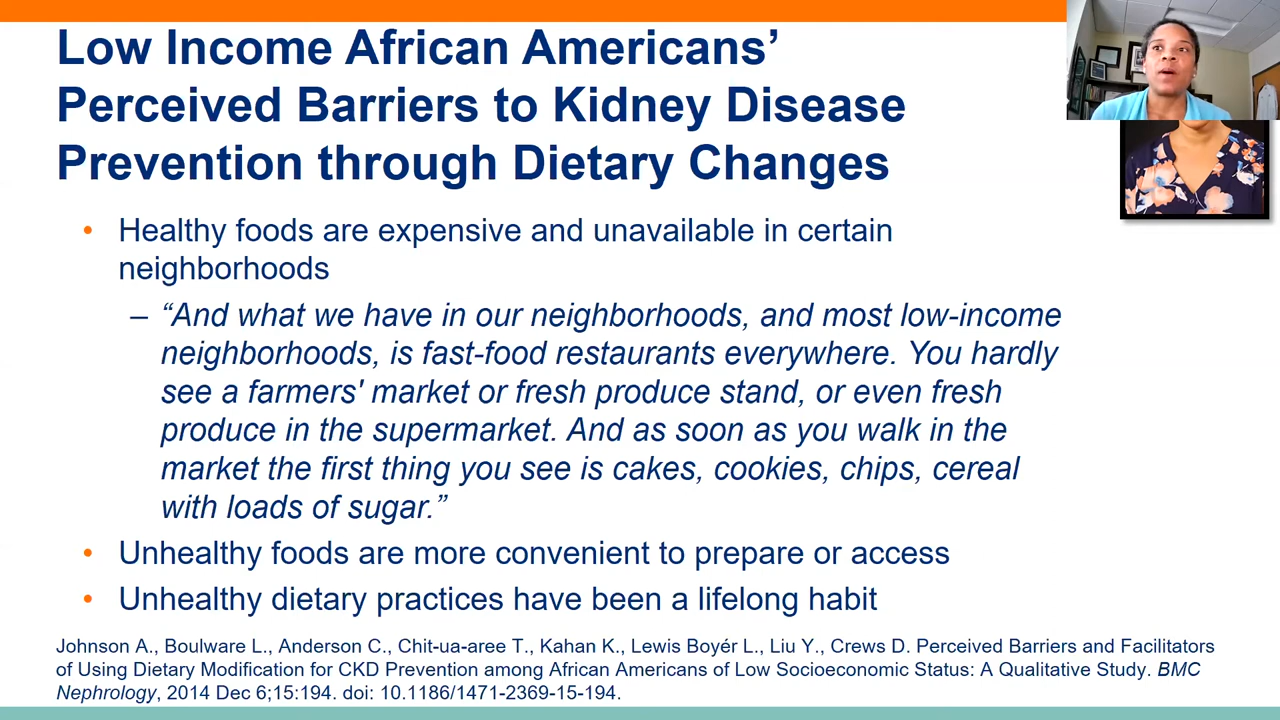 Low Income African Americans’
Perceived Barriers to Kidney Disease
Prevention through Dietary Changes
• Healthy foods are expensive and unavailable in certain
neighborhoods
– “And what we have in our neighborhoods, and most low-income
neighborhoods, is fast-food restaurants everywhere. You hardly
see a farmers' market or fresh produce stand, or even fresh
produce in the supermarket. And as soon as you walk in the
market the first thing you see is cakes, cookies, chips, cereal
with loads of sugar.”
• Unhealthy foods are more convenient to prepare or access
• Unhealthy dietary practices have been a lifelong habit
Johnson A., Boulware L., Anderson C., Chit-ua-aree T., Kahan K., Lewis Boyér L., Liu Y., Crews D. Perceived Barriers and Facilitators
of Using Dietary Modification for CKD Prevention among African Americans of Low Socioeconomic Status: A Qualitative Study. BMC
Nephrology, 2014 Dec 6;15:194. doi: 10.1186/1471-2369-15-194.